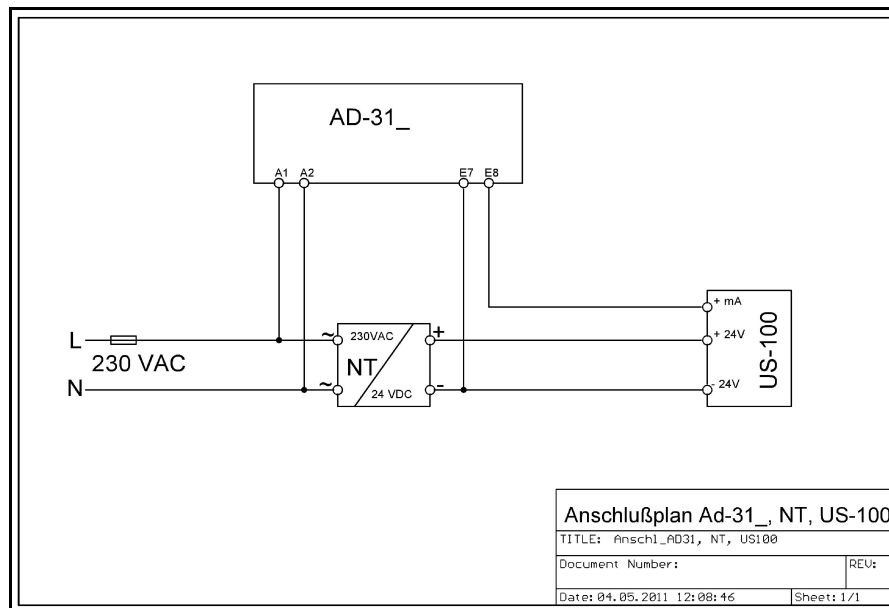 AD-31_
A1 A2 E7 E8
+ mA
+ 24V
- 24V
US-100
L
230 VAC
N
~ 230VAC +
NT
~ 24 VDC -
Anschlußplan Ad-31_, NT, US-100
TITLE: Anschl_AD31, NT, US100
Document Number:
REV:
Date: 04.05.2011 12:08:46
Sheet: 1/1